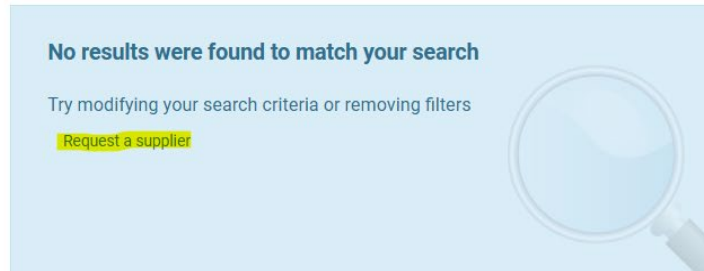 No results were found to match your search
Try modifying your search criteria or removing filters
Request a supplier